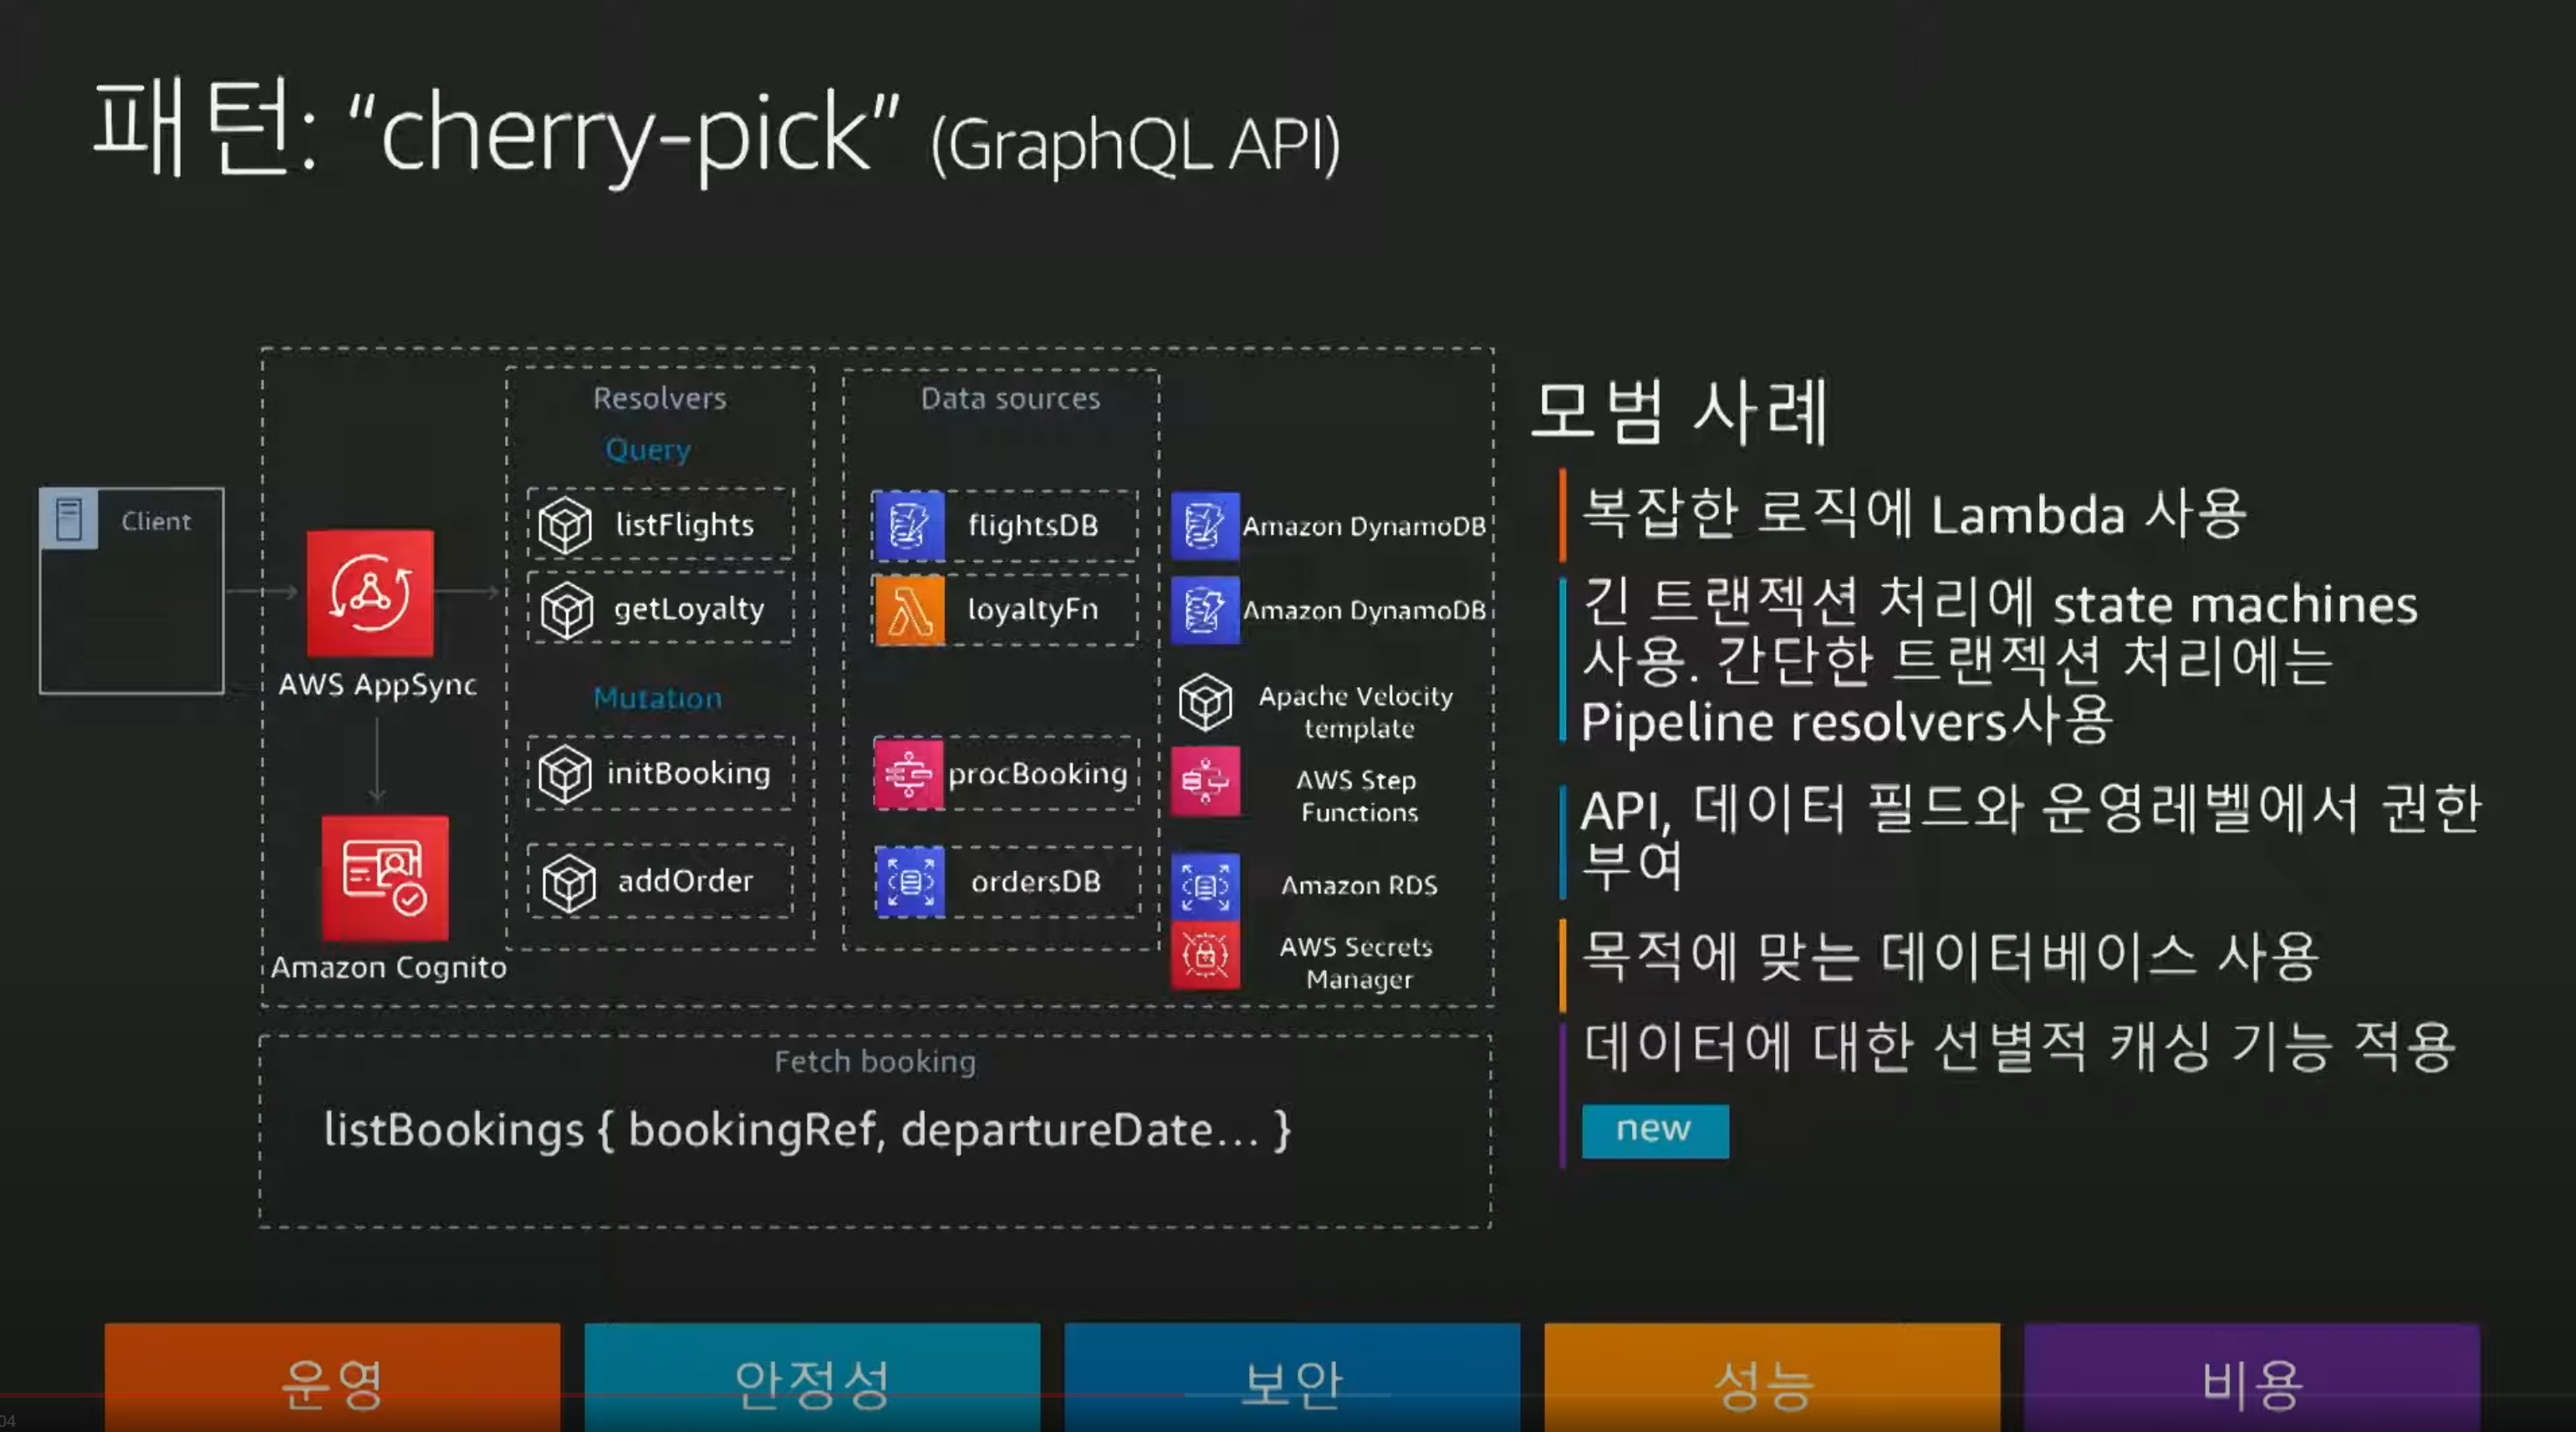 패턴: “cherry-pick” (GraphQL API)
Client
AWS AppSync
Amazon Cognito
Resolvers
Query
listFlights
getLoyalty
Mutation
initBooking
addOrder
Data sources
flightsDB
loyaltyFn
procBooking
ordersDB
Amazon DynamoDB
Amazon DynamoDB
Apache Velocity
template
AWS Step
Functions
Amazon RDS
AWS Secrets
Manager
Fetch booking
listBookings { bookingRef, departureDate... }
모범 사례
복잡한 로직에 Lambda 사용
긴 트랜젝션 처리에 state machines
사용. 간단한 트랜젝션 처리에는
Pipeline resolvers사용
API, 데이터 필드와 운영레벨에서 권한
부여
목적에 맞는 데이터베이스 사용
데이터에 대한 선별적 캐싱 기능 적용
new
운영
안정성
보안
성능
비용
04